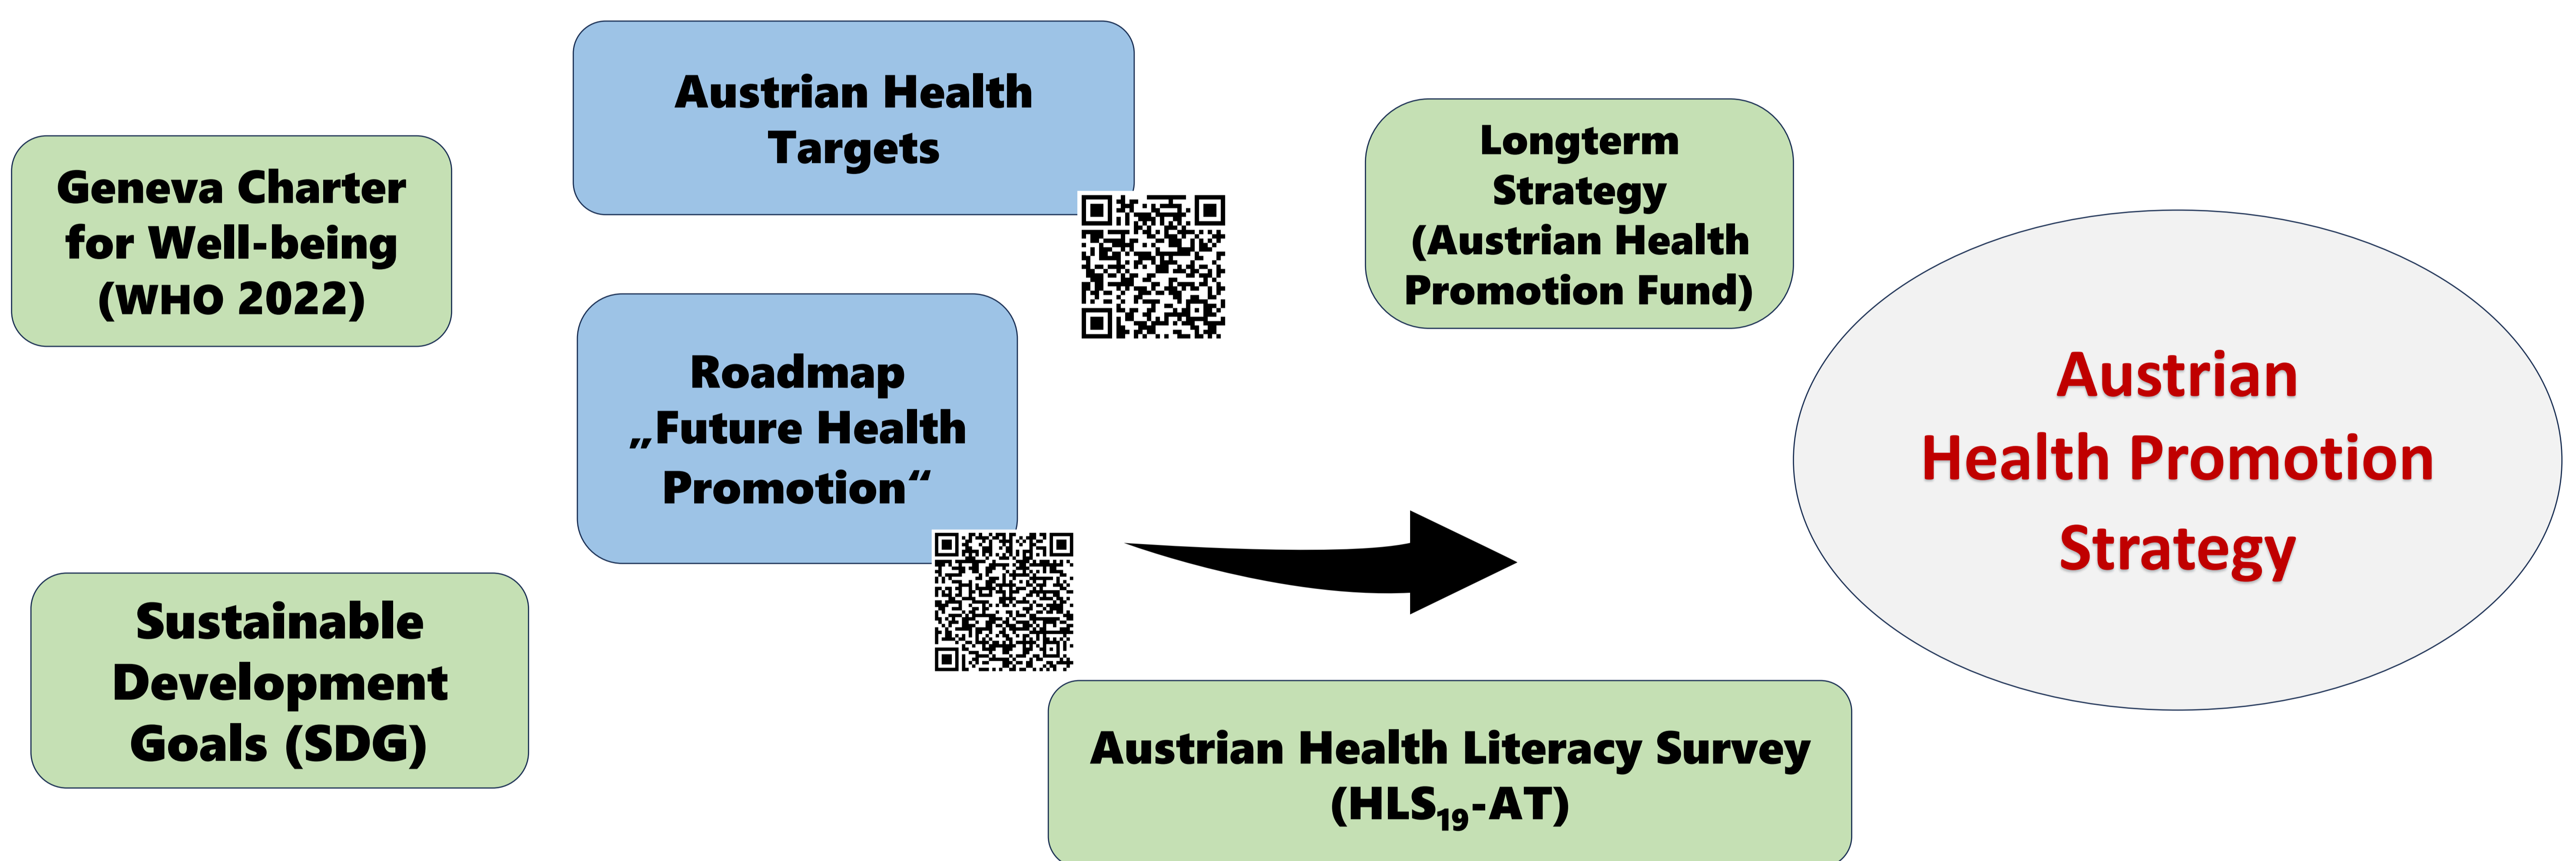 Geneva Charter
for Well-being
(WHO 2022)
Austrian Health
Targets
Longterm
Strategy
(Austrian Health
Promotion Fund)
Roadmap
„Future Health
Promotion“
Austrian
Health Promotion
Strategy
Sustainable
Development
Goals (SDG)
Austrian Health Literacy Survey
(HLS₁₉-AT)